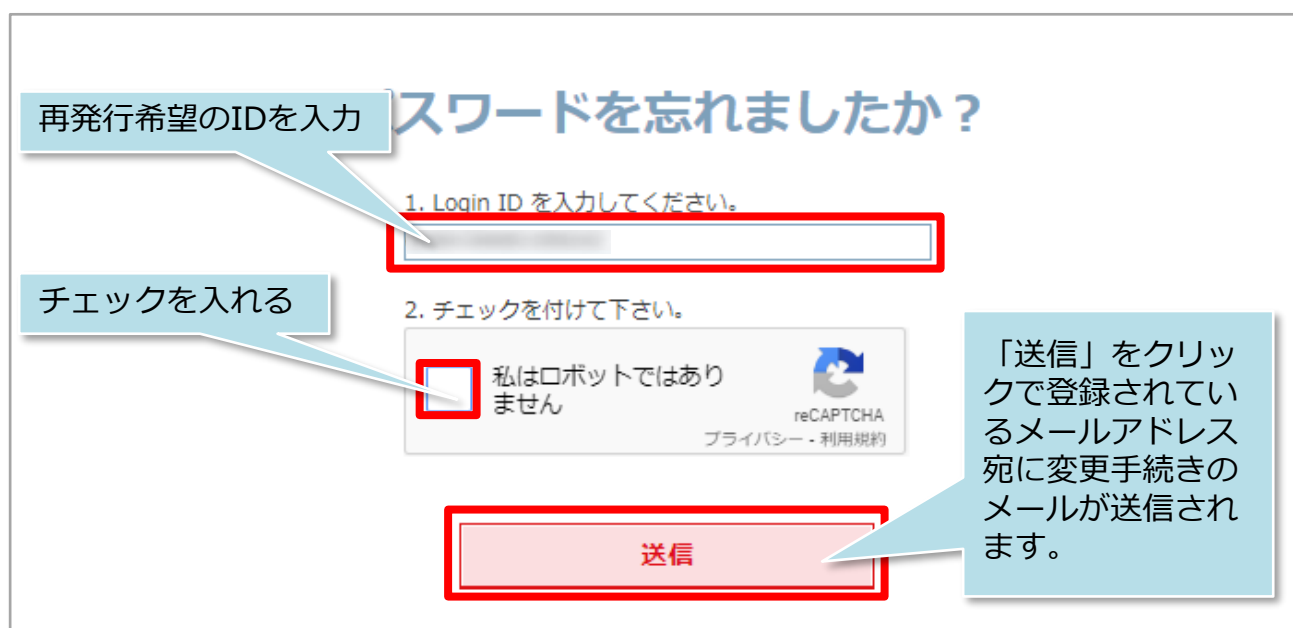 再発行希望のIDを入力
スワードを忘れましたか？
1. Login ID を入力してください。
チェックを入れる
2. チェックを付けて下さい。
私はロボットではあり
ません
reCAPTCHA
プライバシー - 利用規約
「送信」をクリッ
クで登録されてい
るメールアドレス
宛に変更手続きの
メールが送信され
ます。
送信